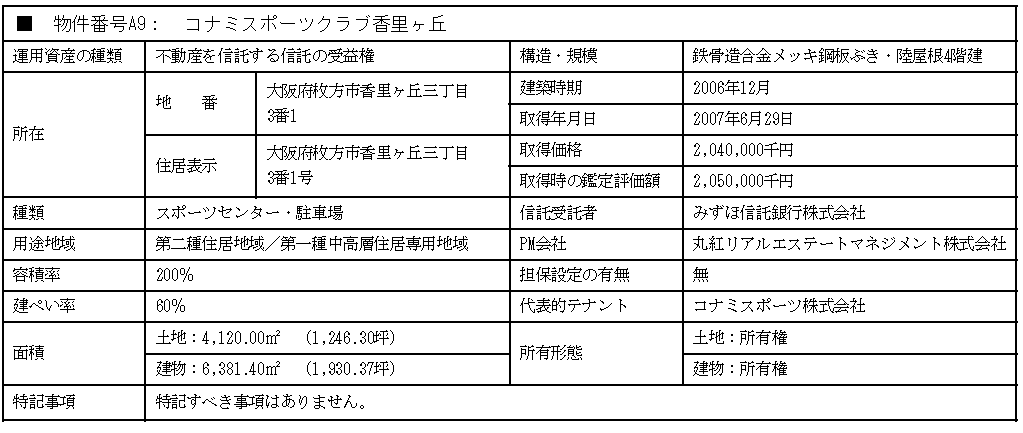 ■ 物件番号A9： コナミスポーツクラブ香里ヶ丘
運用資産の種類 不動産を信託する信託の受益権 構造・規模 鉄骨造合金メッキ鋼板ぶき・陸屋根4階建
所在 地 番 大阪府枚方市香里ヶ丘三丁目
3番1
建築時期 2006年12月
取得年月日 2007年6月29日
住居表示 大阪府枚方市香里ヶ丘三丁目
3番1号
取得価格 2,040,000千円
取得時の鑑定評価額 2,050,000千円
種類 スポーツセンター・駐車場 信託受託者 みずほ信託銀行株式会社
用途地域 第二種住居地域／第一種中高層住居専用地域 PM会社 丸紅リアルエステートマネジメント株式会社
容積率 200% 担保設定の有無 無
建ぺい率 60% 代表的テナント コナミスポーツ株式会社
面積 土地：4,120.00㎡ （1,246.30坪） 所有形態 土地：所有権
建物：6,381.40㎡ （1,930.37坪） 建物：所有権
特記事項 特記すべき事項はありません。